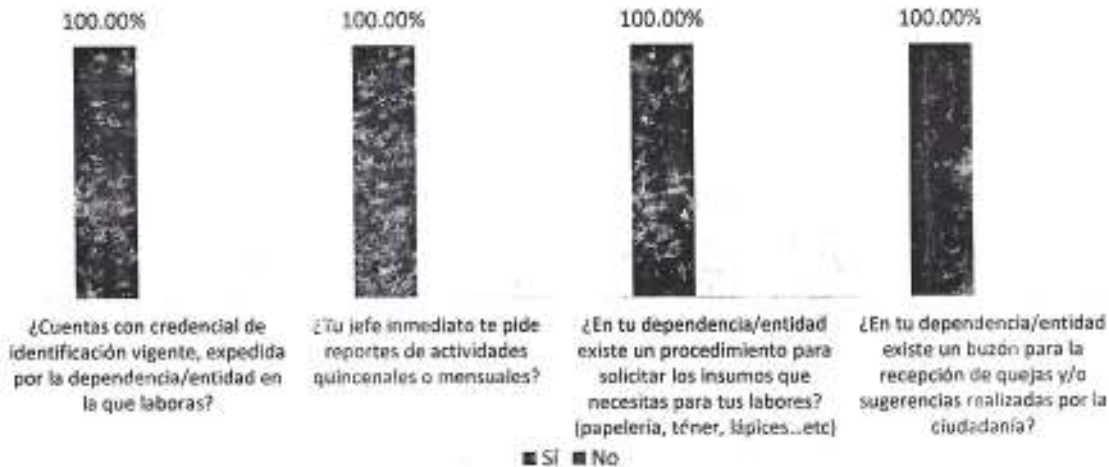 100.00%
100.00%
100.00%
100.00%
¿Cuentas con credencial de
identificación vigente, expedida
por la dependencia/entidad en
la que laboras?
¿Tu jefe inmediato te pide
reportes de actividades
quincenales o mensuales?
¿En tu dependencia/entidad
existe un procedimiento para
solicitar los insumos que
necesitas para tus labores?
(papelería, tóner, lápices...etc)
¿En tu dependencia/entidad
existe un buzón para la
recepción de quejas y/o
sugerencias realizadas por la
ciudadanía?
Sí No